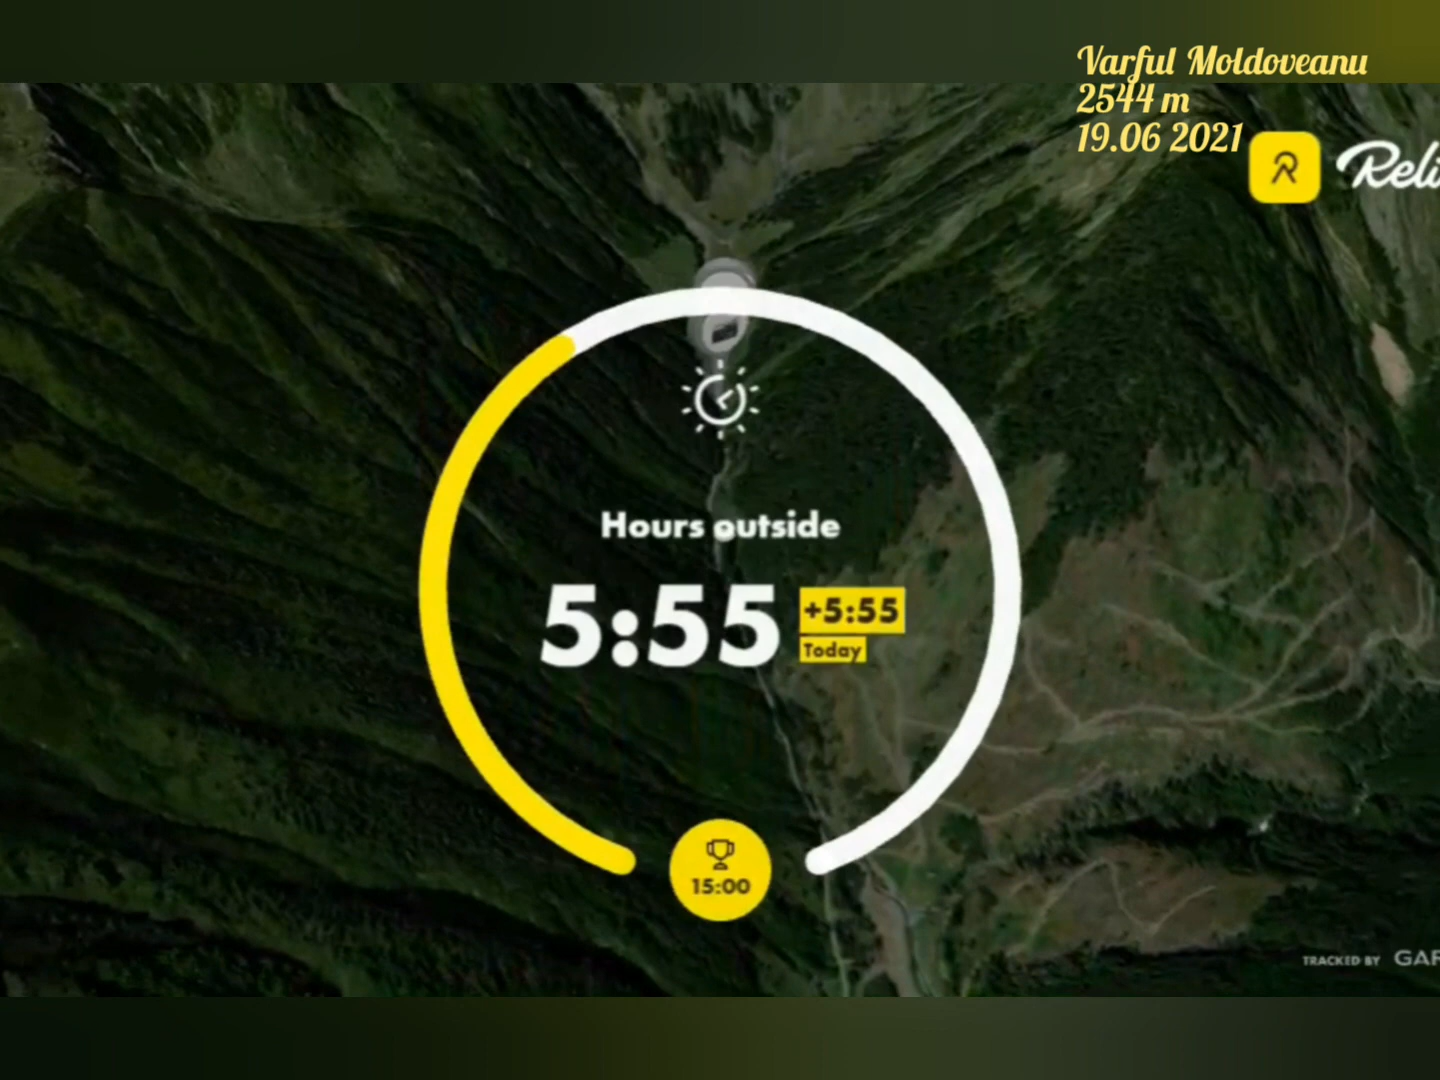 Varful Moldoveanu
2544 m
19.06 2021
Hours outside
5:55
+5:55
Today
15:00
TRACKED BY